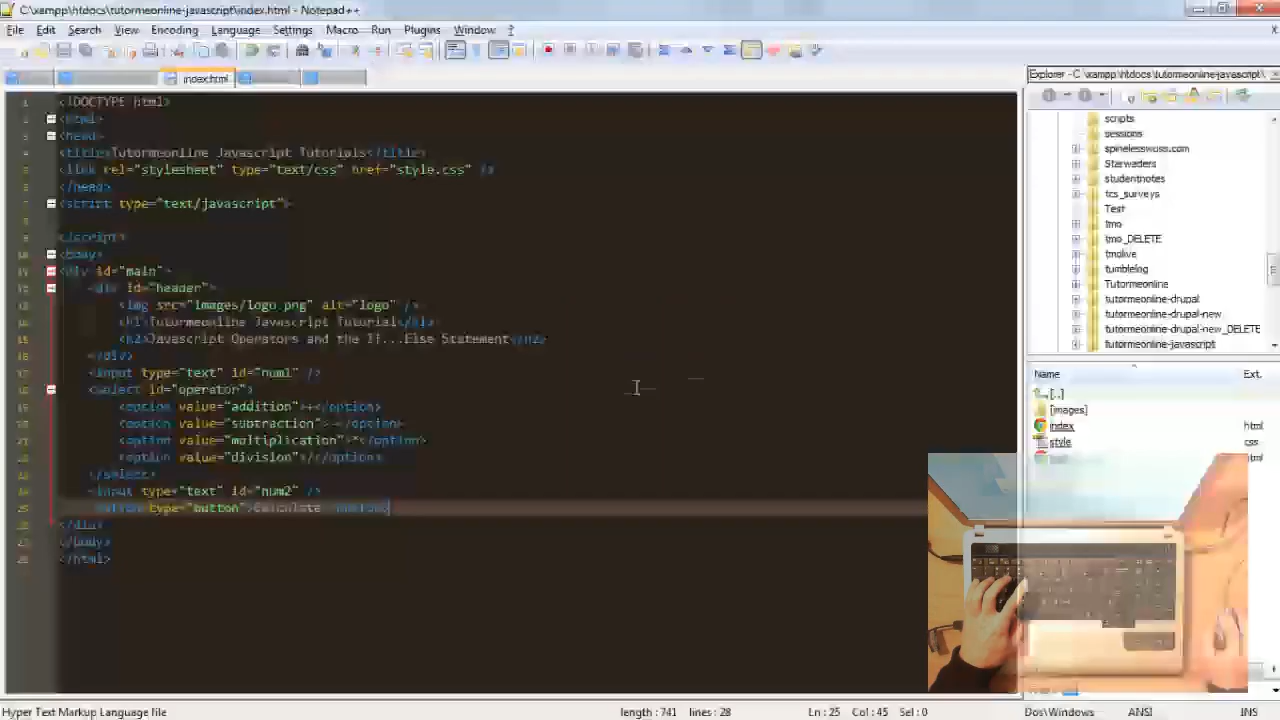 C:\xampp\htdocs\tutormeonline-javascript\index.html - Notepad++
File Edit Search View Encoding Language Settings Macro Run Plugins Window ?
index.html
Explorer - C:\xampp\htdocs\tutormeonline-javascript\
1 <!DOCTYPE html>
<html>
<head>
4 <title>Tutormeonline Javascript Tutorials</title>
<link rel="stylesheet" type="text/css" href="style.css" />
</head>
7 <script type="text/javascript">
</script>
<body>
<div id="main">
<div id="header">
<img src="images/logo.png" alt="logo" />
<h1>Tutormeonline Javascript Tutorial</h1>
<h2>Javascript Operators and the If...Else Statement</h2>
</div>
<input type="text" id="num1" />
<select id="operator">
<option value="addition">+</option>
<option value="subtraction">-</option>
<option value="multiplication">*</option>
<option value="division">/</option>
</select>
<input type="text" id="num2" />
type="button">Calculate
</div>
</body>
</html>
scripts
sessions
spinelesswuss.com
Starwaders
studentnotes
tcs_surveys
Test
tmo
tmo_DELETE
tmolive
tumblelog
Tutormeonline
tutormeonline-drupal
tutormeonline-drupal-new
tutormeonline-drupal-new_DELETE
tutormeonline-javascript
Name Ext.
[..]
[images]
index html
style css
html
Hyper Text Markup Language file length : 741 lines : 28 Ln : 25 Col : 45 Sel : 0 Dos\Windows ANSI INS